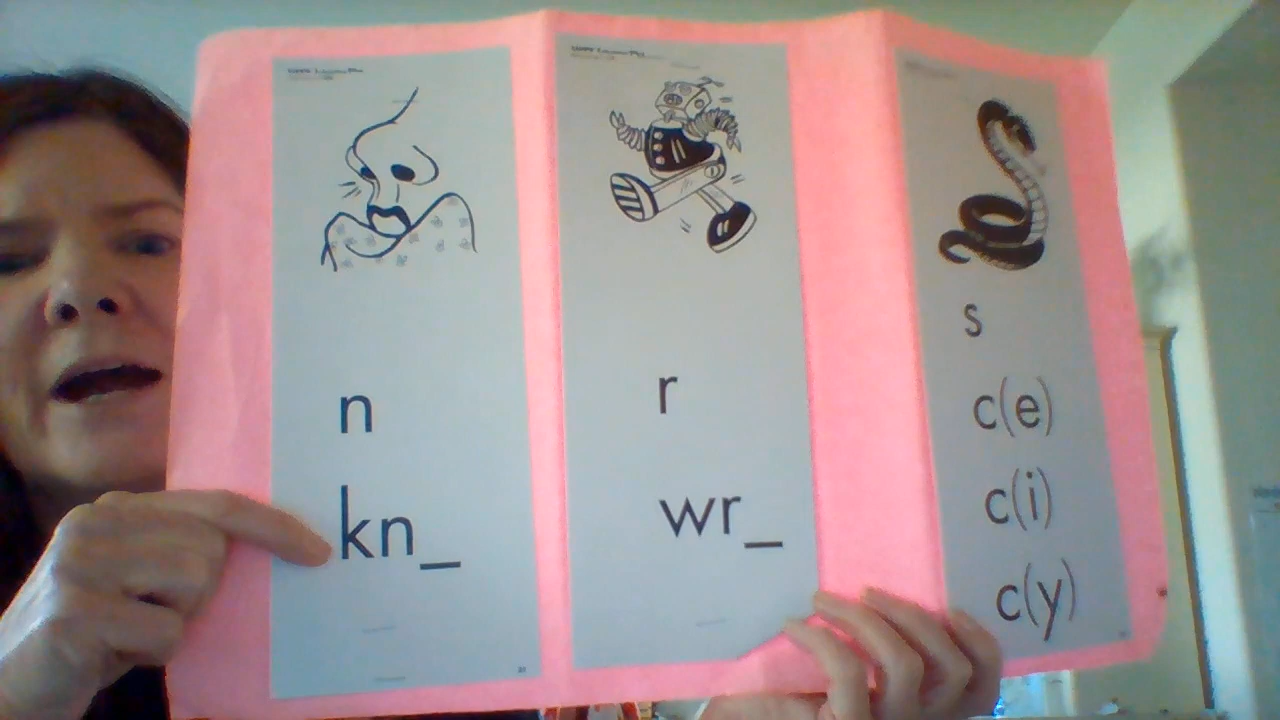 n
kn_
r
wr_
s
c(e)
c(i)
c(y)